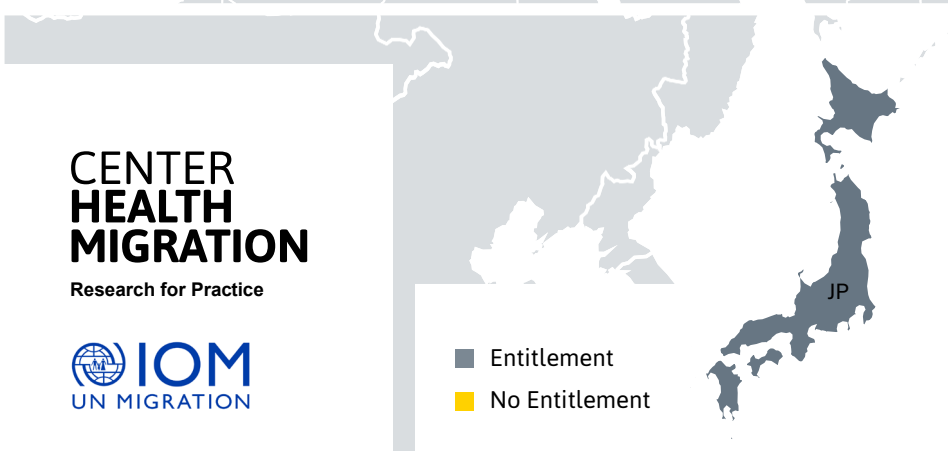 CENTER
HEALTH
MIGRATION
Research for Practice
IOM
UN MIGRATION
JP
Entitlement
No Entitlement